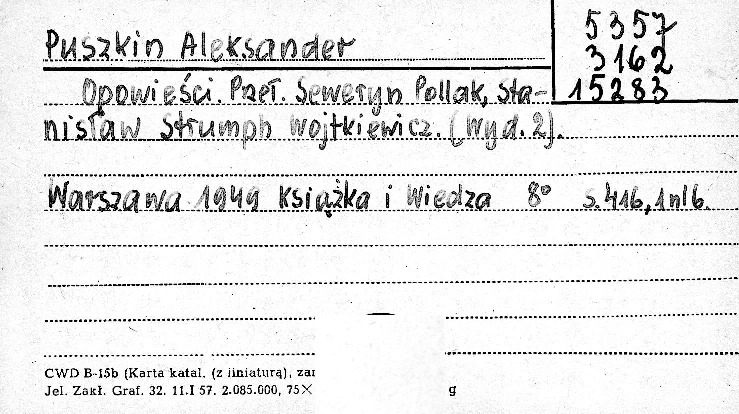 Puszkin Aleksander
5357
3162
15283
Opowieści. Przeł. Seweryn Pollak, Sta-
nisław Strumph Wojtkiewicz. (Wyd. 2).
Warszawa 1949 Książka i Wiedza 8° s. 416, 1 nlb.
CWD B-15b (Karta katal. (z liniaturą), zar
Jel. Zakł. Graf. 32. 11.I 57. 2.085.000, 75× g